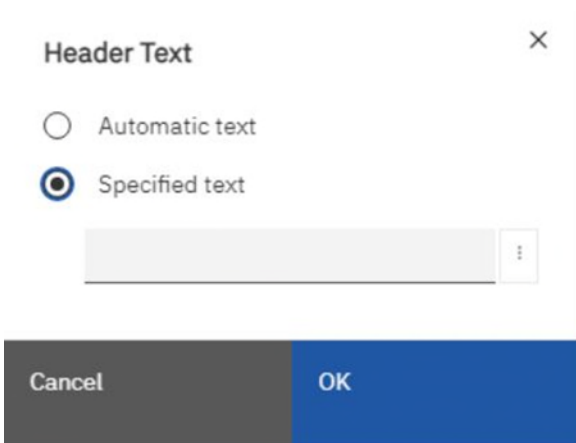 Header Text
Automatic text
Specified text
Cancel
OK